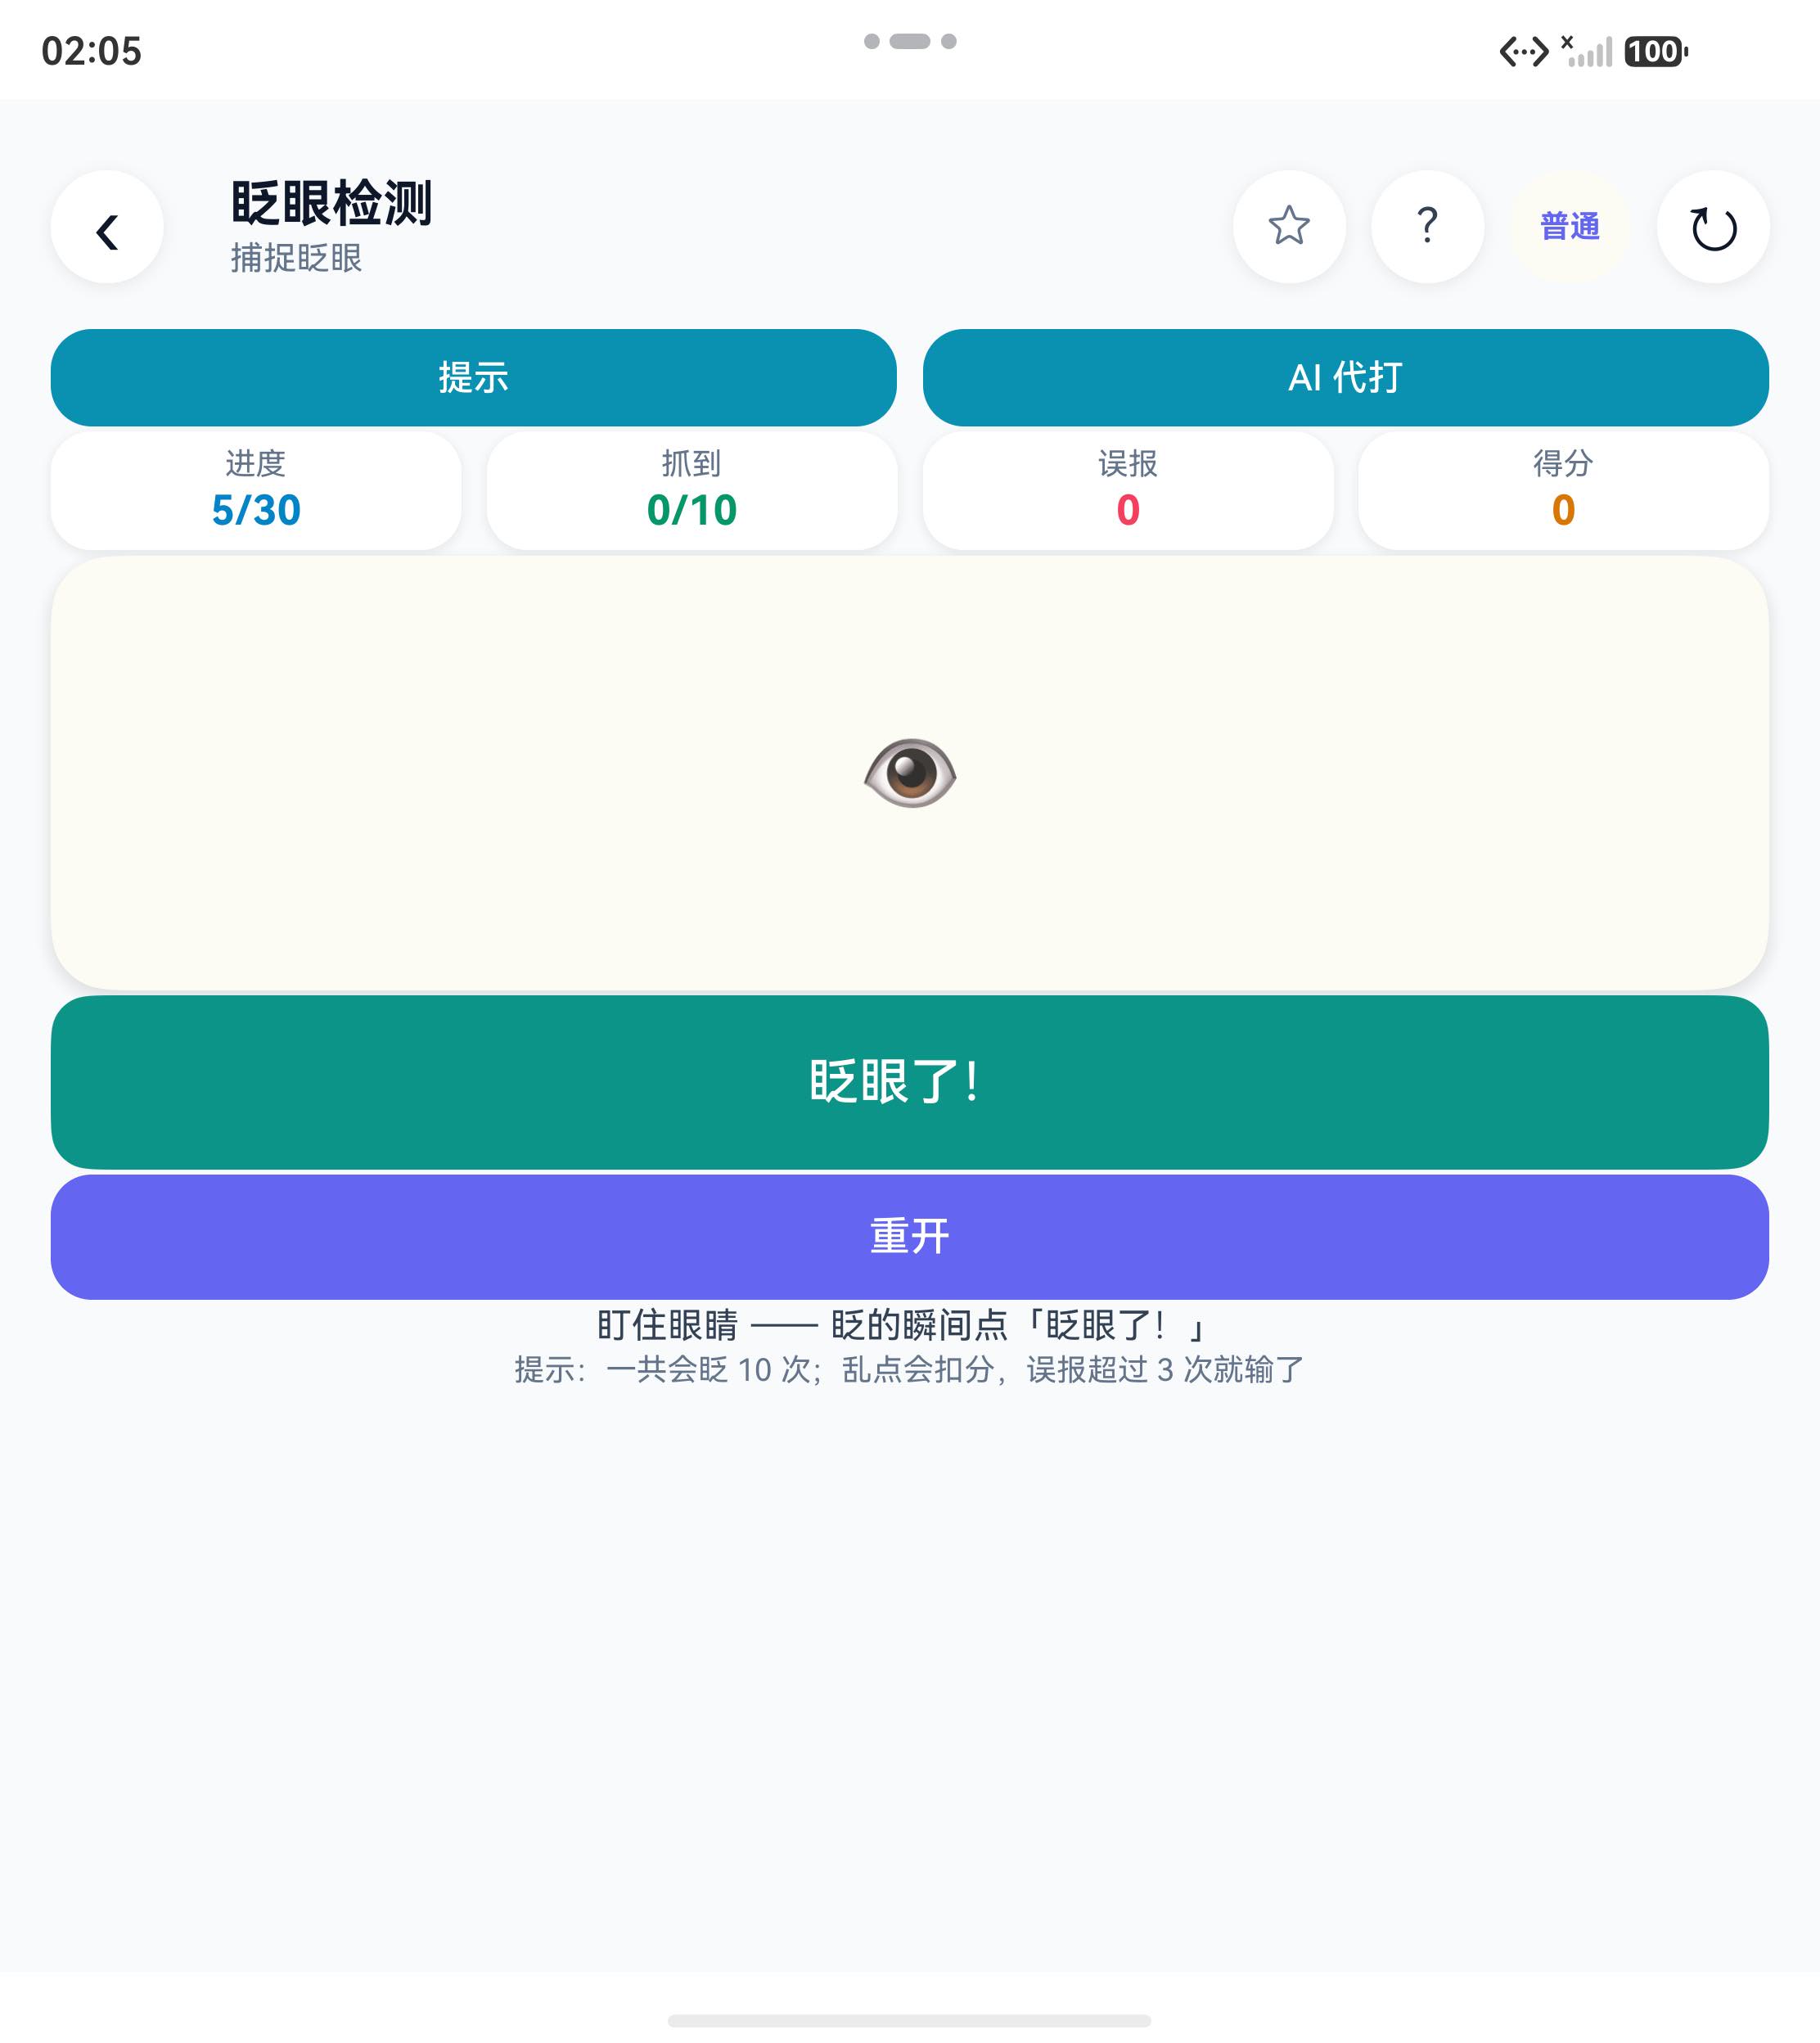 02:05
100
眨眼检测
捕捉眨眼
?
普通
提示
AI 代打
进度
5/30
抓到
0/10
误报
0
得分
0
眨眼了!
重开
盯住眼睛 —— 眨的瞬间点「眨眼了！」
提示：一共会眨 10 次；乱点会扣分，误报超过 3 次就输了